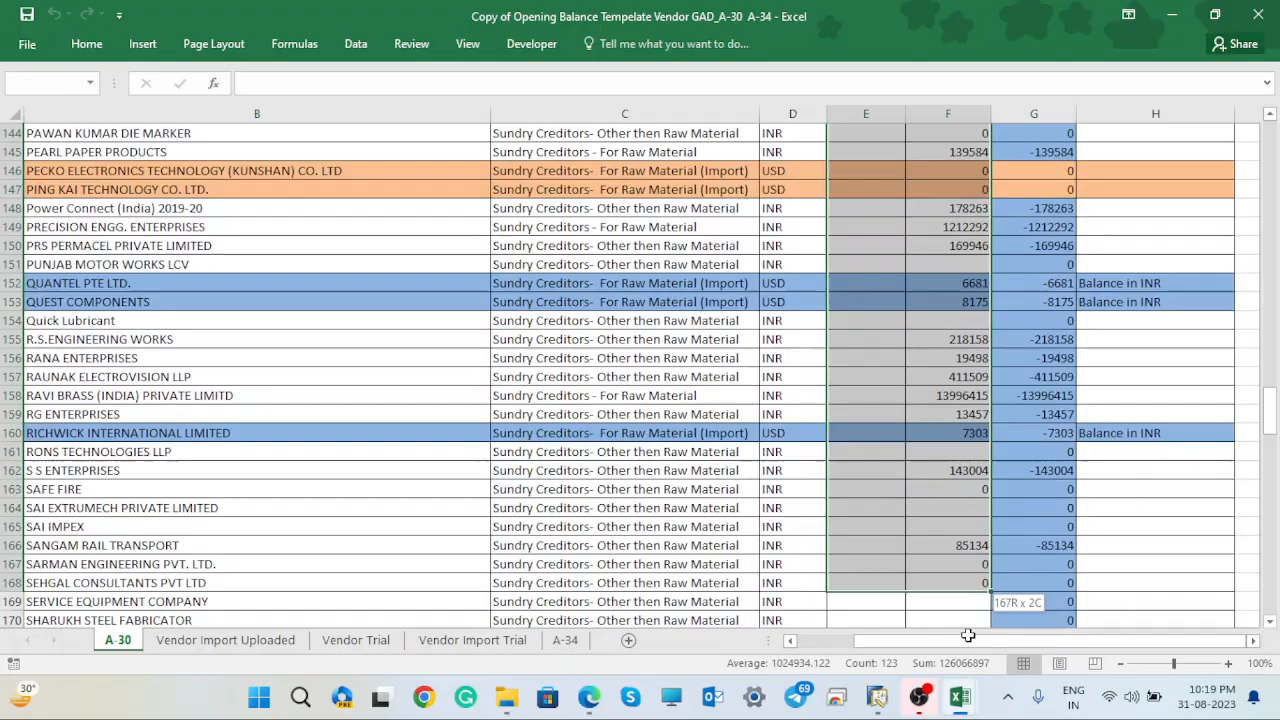 Copy of Opening Balance Tempelate Vendor GAD_A-30 A-34 - Excel
File Home Insert Page Layout Formulas Data Review View Developer Tell me what you want to do... Share
fx
B C D E F G H
144 PAWAN KUMAR DIE MARKER Sundry Creditors- Other then Raw Material INR 0 0
145 PEARL PAPER PRODUCTS Sundry Creditors - For Raw Material INR 139584 -139584
146 PECKO ELECTRONICS TECHNOLOGY (KUNSHAN) CO. LTD Sundry Creditors- For Raw Material (Import) USD 0 0
147 PING KAI TECHNOLOGY CO. LTD. Sundry Creditors- For Raw Material (Import) USD 0 0
148 Power Connect (India) 2019-20 Sundry Creditors- Other then Raw Material INR 178263 -178263
149 PRECISION ENGG. ENTERPRISES Sundry Creditors - For Raw Material INR 1212292 -1212292
150 PRS PERMACEL PRIVATE LIMITED Sundry Creditors- Other then Raw Material INR 169946 -169946
151 PUNJAB MOTOR WORKS LCV Sundry Creditors- Other then Raw Material INR 0
152 QUANTEL PTE LTD. Sundry Creditors- For Raw Material (Import) USD 6681 -6681 Balance in INR
153 QUEST COMPONENTS Sundry Creditors- For Raw Material (Import) USD 8175 -8175 Balance in INR
154 Quick Lubricant Sundry Creditors- Other then Raw Material INR 0
155 R.S.ENGINEERING WORKS Sundry Creditors- Other then Raw Material INR 218158 -218158
156 RANA ENTERPRISES Sundry Creditors- Other then Raw Material INR 19498 -19498
157 RAUNAK ELECTROVISION LLP Sundry Creditors- Other then Raw Material INR 411509 -411509
158 RAVI BRASS (INDIA) PRIVATE LIMITD Sundry Creditors - For Raw Material INR 13996415 -13996415
159 RG ENTERPRISES Sundry Creditors- Other then Raw Material INR 13457 -13457
160 RICHWICK INTERNATIONAL LIMITED Sundry Creditors- For Raw Material (Import) USD 7303 -7303 Balance in INR
161 RONS TECHNOLOGIES LLP Sundry Creditors- Other then Raw Material INR 0
162 S S ENTERPRISES Sundry Creditors- Other then Raw Material INR 143004 -143004
163 SAFE FIRE Sundry Creditors- Other then Raw Material INR 0 0
164 SAI EXTRUMECH PRIVATE LIMITED Sundry Creditors- Other then Raw Material INR 0
165 SAI IMPEX Sundry Creditors- Other then Raw Material INR 0
166 SANGAM RAIL TRANSPORT Sundry Creditors- Other then Raw Material INR 85134 -85134
167 SARMAN ENGINEERING PVT. LTD. Sundry Creditors- Other then Raw Material INR 0 0
168 SEHGAL CONSULTANTS PVT LTD Sundry Creditors- Other then Raw Material INR 0 0
169 SERVICE EQUIPMENT COMPANY Sundry Creditors- Other then Raw Material INR 167R x 2C 0
170 SHARUKH STEEL FABRICATOR Sundry Creditors- Other then Raw Material INR 0
A-30 Vendor Import Uploaded Vendor Trial Vendor Import Trial A-34
Average: 1024934.122 Count: 123 Sum: 126066897 100%
30° PRE 69 ENG 10:19 PM
IN 31-08-2023